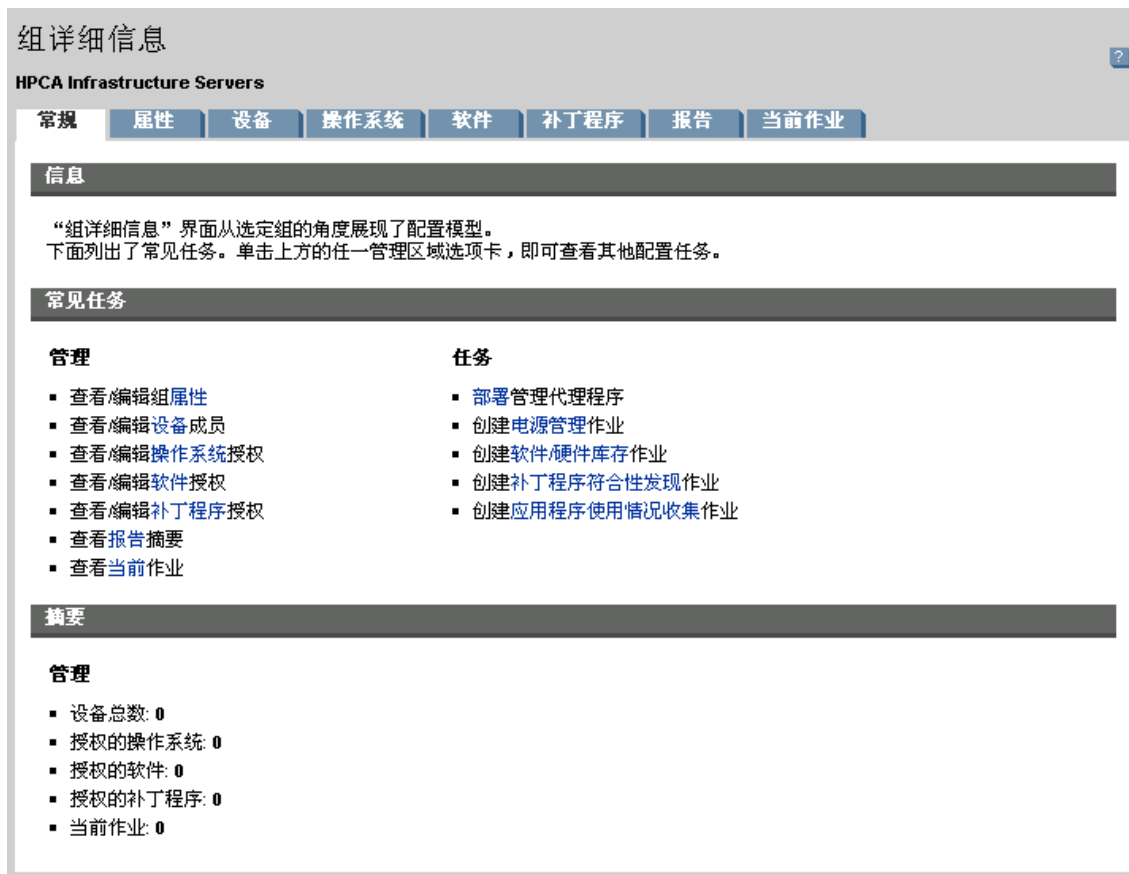 组详细信息
?
HPCA Infrastructure Servers
常规 属性 设备 操作系统 软件 补丁程序 报告 当前作业
信息
“组详细信息”界面从选定组的角度展现了配置模型。
下面列出了常见任务。单击上方的任一管理区域选项卡，即可查看其他配置任务。
常见任务
管理
▪ 查看/编辑组属性
▪ 查看/编辑设备成员
▪ 查看/编辑操作系统授权
▪ 查看/编辑软件授权
▪ 查看/编辑补丁程序授权
▪ 查看报告摘要
▪ 查看当前作业
任务
▪ 部署管理代理程序
▪ 创建电源管理作业
▪ 创建软件/硬件库存作业
▪ 创建补丁程序符合性发现作业
▪ 创建应用程序使用情况收集作业
摘要
管理
▪ 设备总数: 0
▪ 授权的操作系统: 0
▪ 授权的软件: 0
▪ 授权的补丁程序: 0
▪ 当前作业: 0